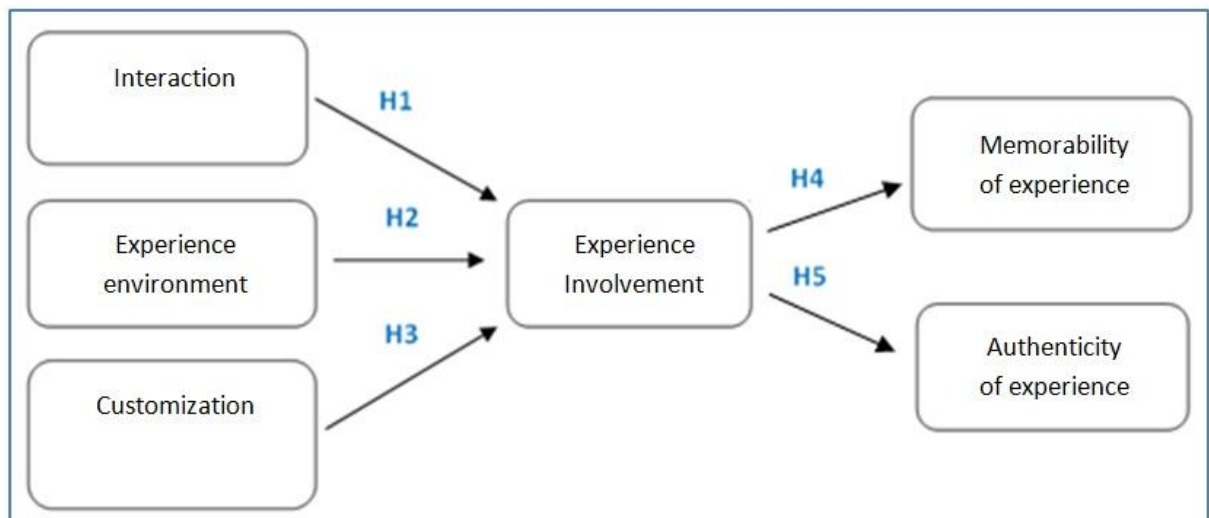 Interaction
H1
Memorability
of experience
H4
H2
Experience
environment
Experience
Involvement
H5
H3
Authenticity
of experience
Customization